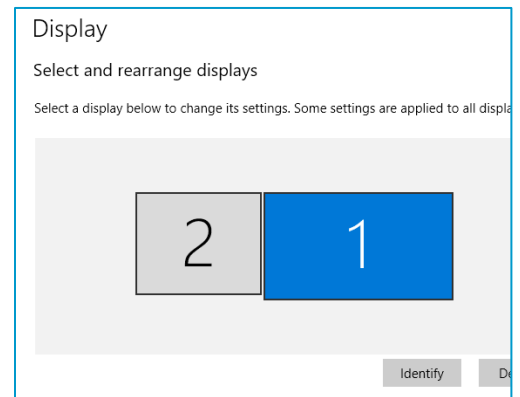 Display
Select and rearrange displays
Select a display below to change its settings. Some settings are applied to all displa
2 1
Identify De